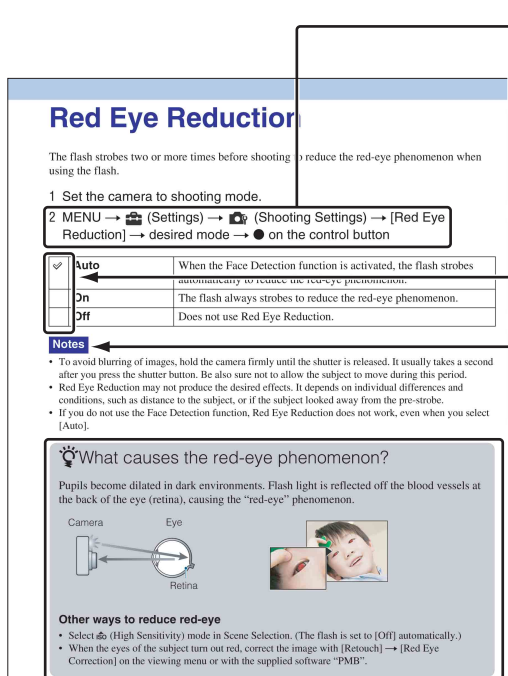 Red Eye Reduction
The flash strobes two or more times before shooting to reduce the red-eye phenomenon when
using the flash.
1 Set the camera to shooting mode.
2 MENU → (Settings) → (Shooting Settings) → [Red Eye
Reduction] → desired mode → ● on the control button
Auto When the Face Detection function is activated, the flash strobes
automatically to reduce the red-eye phenomenon.
On The flash always strobes to reduce the red-eye phenomenon.
Off Does not use Red Eye Reduction.
Notes
• To avoid blurring of images, hold the camera firmly until the shutter is released. It usually takes a second
after you press the shutter button. Be also sure not to allow the subject to move during this period.
• Red Eye Reduction may not produce the desired effects. It depends on individual differences and
conditions, such as distance to the subject, or if the subject looked away from the pre-strobe.
• If you do not use the Face Detection function, Red Eye Reduction does not work, even when you select
[Auto].
What causes the red-eye phenomenon?
Pupils become dilated in dark environments. Flash light is reflected off the blood vessels at
the back of the eye (retina), causing the “red-eye” phenomenon.
Camera Eye
Retina
Other ways to reduce red-eye
• Select (High Sensitivity) mode in Scene Selection. (The flash is set to [Off] automatically.)
• When the eyes of the subject turn out red, correct the image with [Retouch] → [Red Eye
Correction] on the viewing menu or with the supplied software “PMB”.